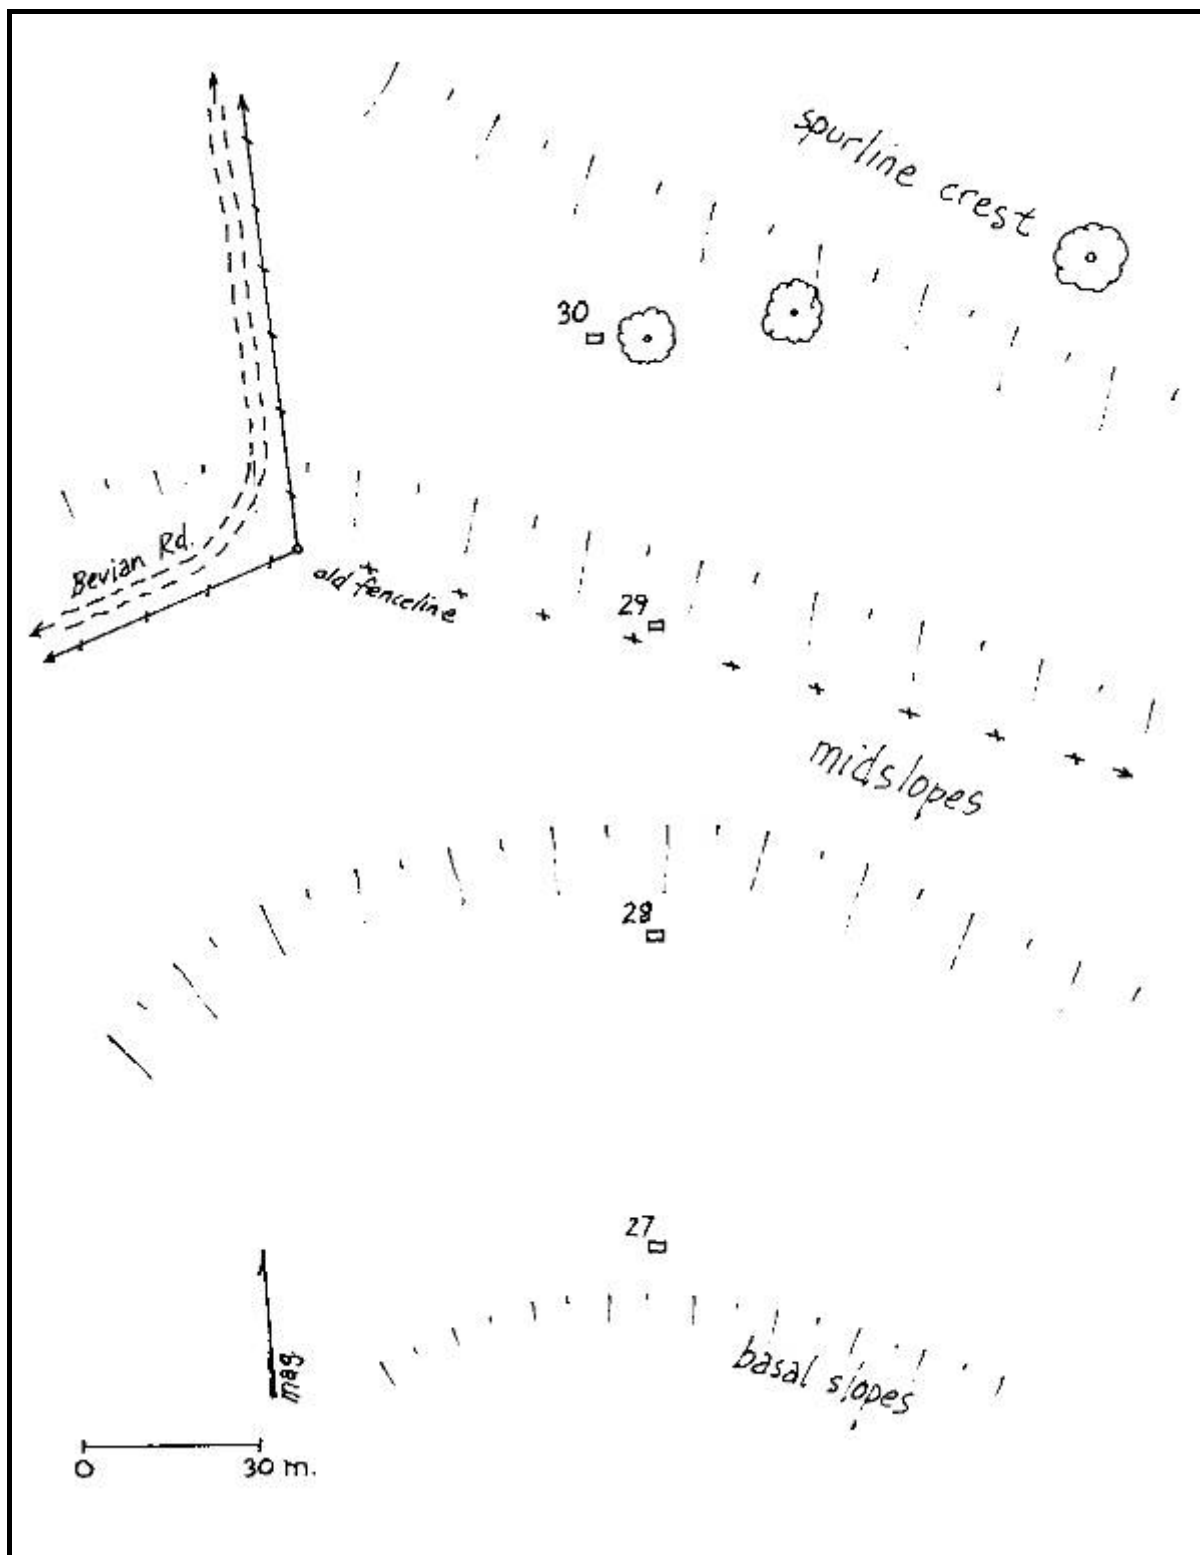 spurline crest
30
Bevian Rd.
old fenceline
29
midslopes
28
27
mag.
basal slopes
0 30 m.